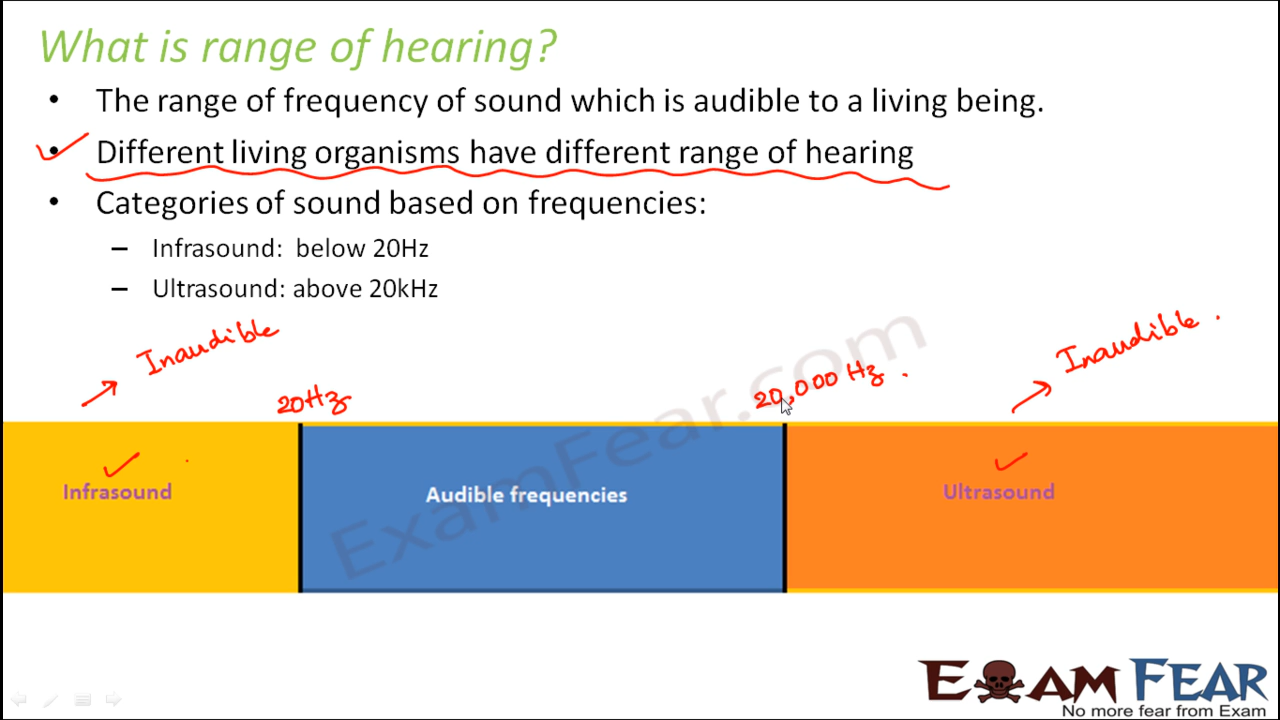 What is range of hearing?
• The range of frequency of sound which is audible to a living being.
• Different living organisms have different range of hearing
• Categories of sound based on frequencies:
– Infrasound: below 20Hz
– Ultrasound: above 20kHz
Inaudible
Inaudible.
20Hz
20,000 Hz.
Infrasound
Audible frequencies
Ultrasound
ExamFear.com
EXAM FEAR
No more fear from Exam